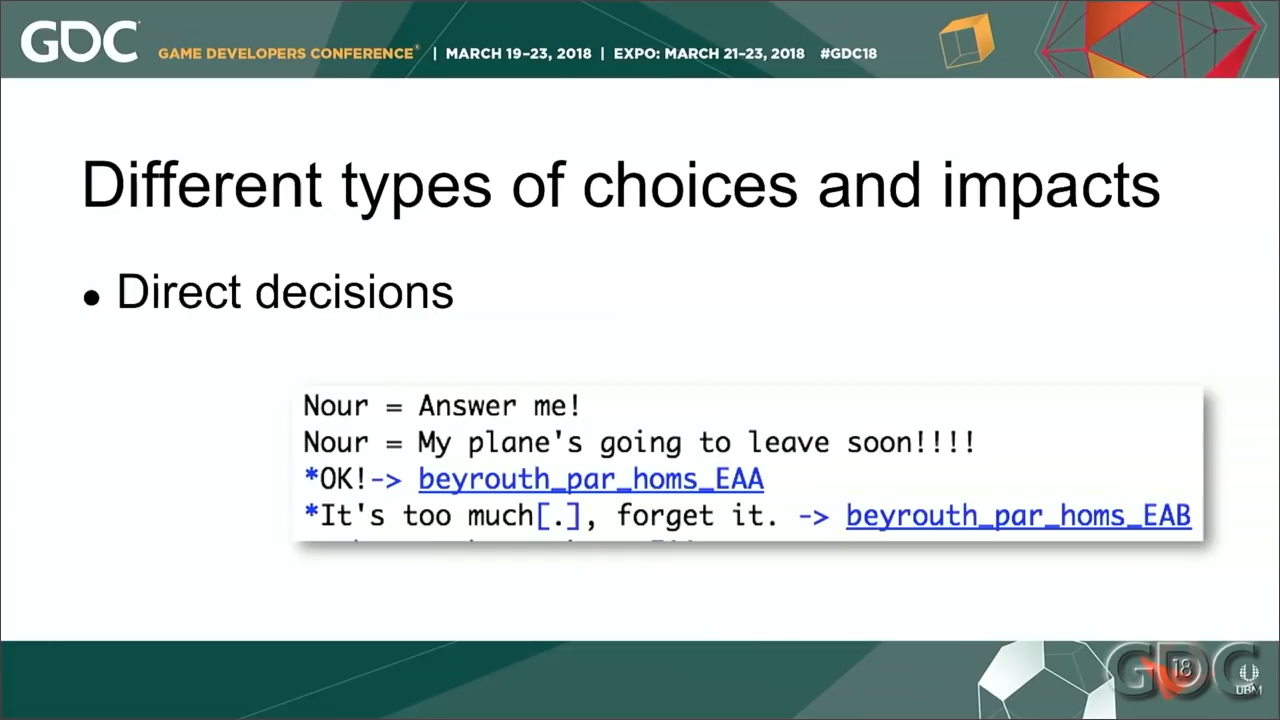 GDC GAME DEVELOPERS CONFERENCE® | MARCH 19–23, 2018 | EXPO: MARCH 21–23, 2018 #GDC18
Different types of choices and impacts
● Direct decisions
Nour = Answer me!
Nour = My plane's going to leave soon!!!!
*OK!-> beyrouth_par_homs_EAA
*It's too much[.], forget it. -> beyrouth_par_homs_EAB
GDC 18
UBM